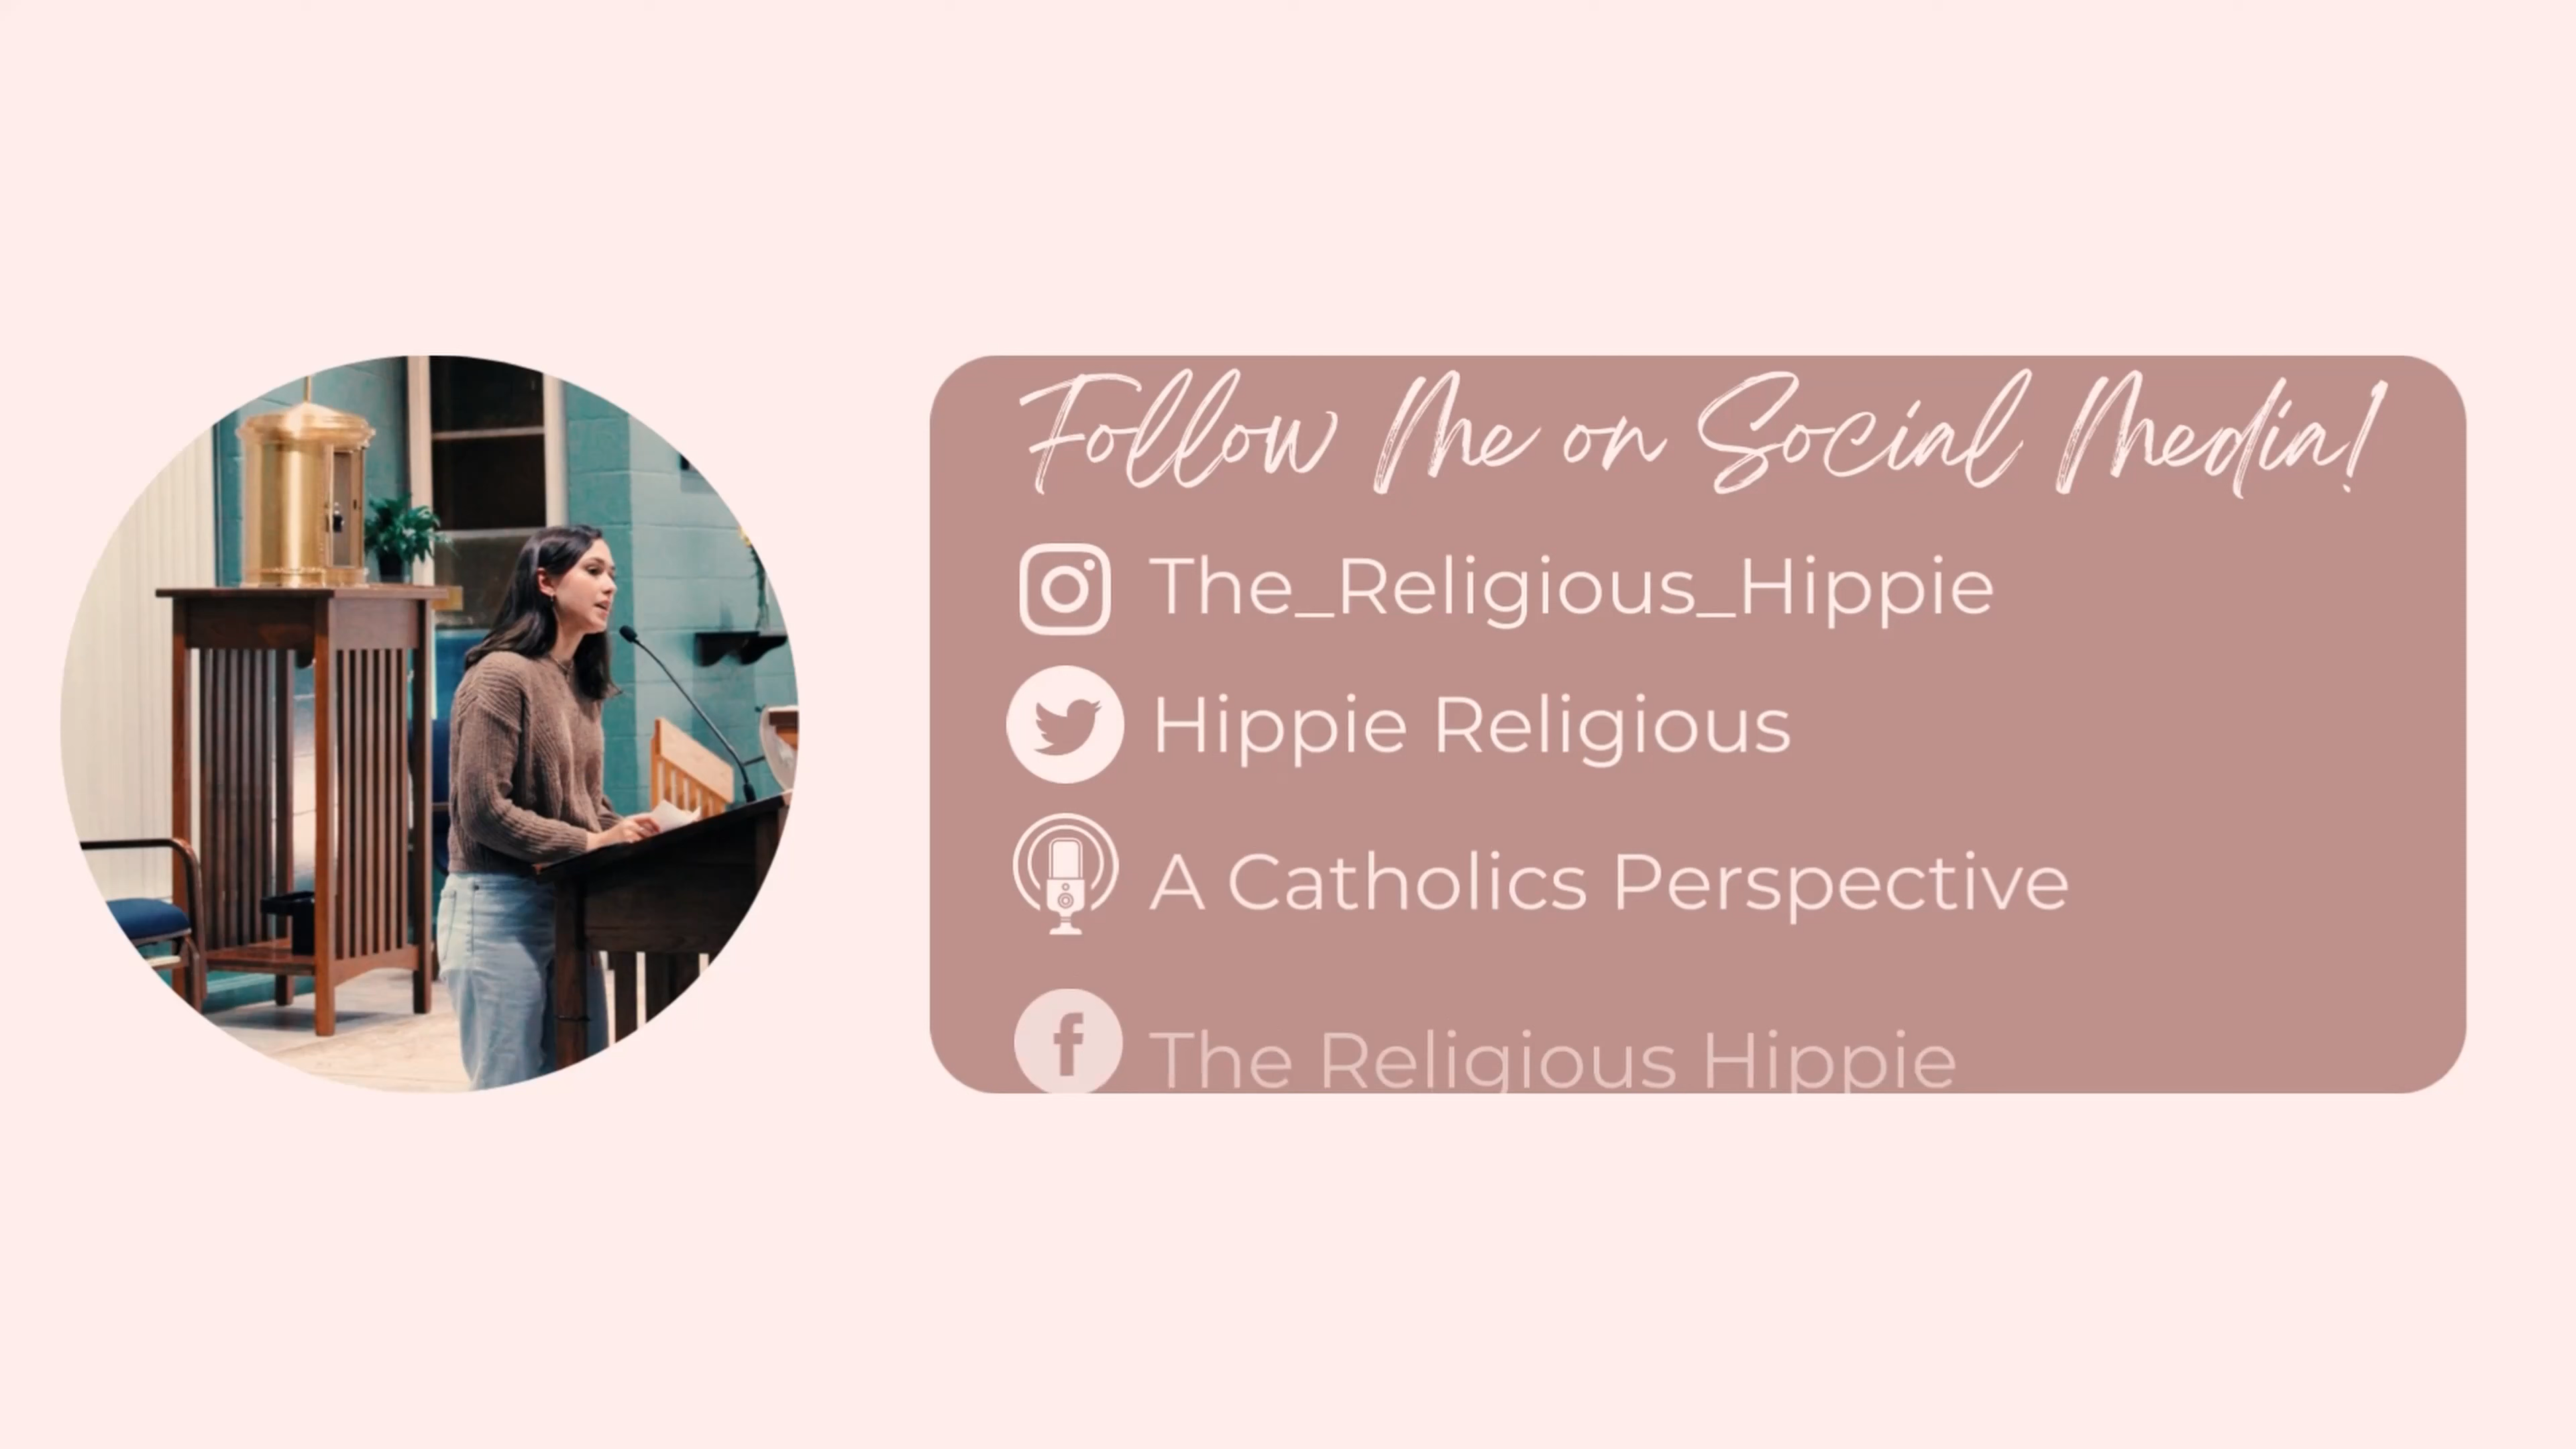 Follow Me on Social Media!
The_Religious_Hippie
Hippie Religious
A Catholics Perspective
The Religious Hippie